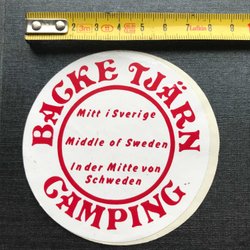 BACKE TJÄRN
Mitt i Sverige
Middle of Sweden
In der Mitte von
Schweden
CAMPING